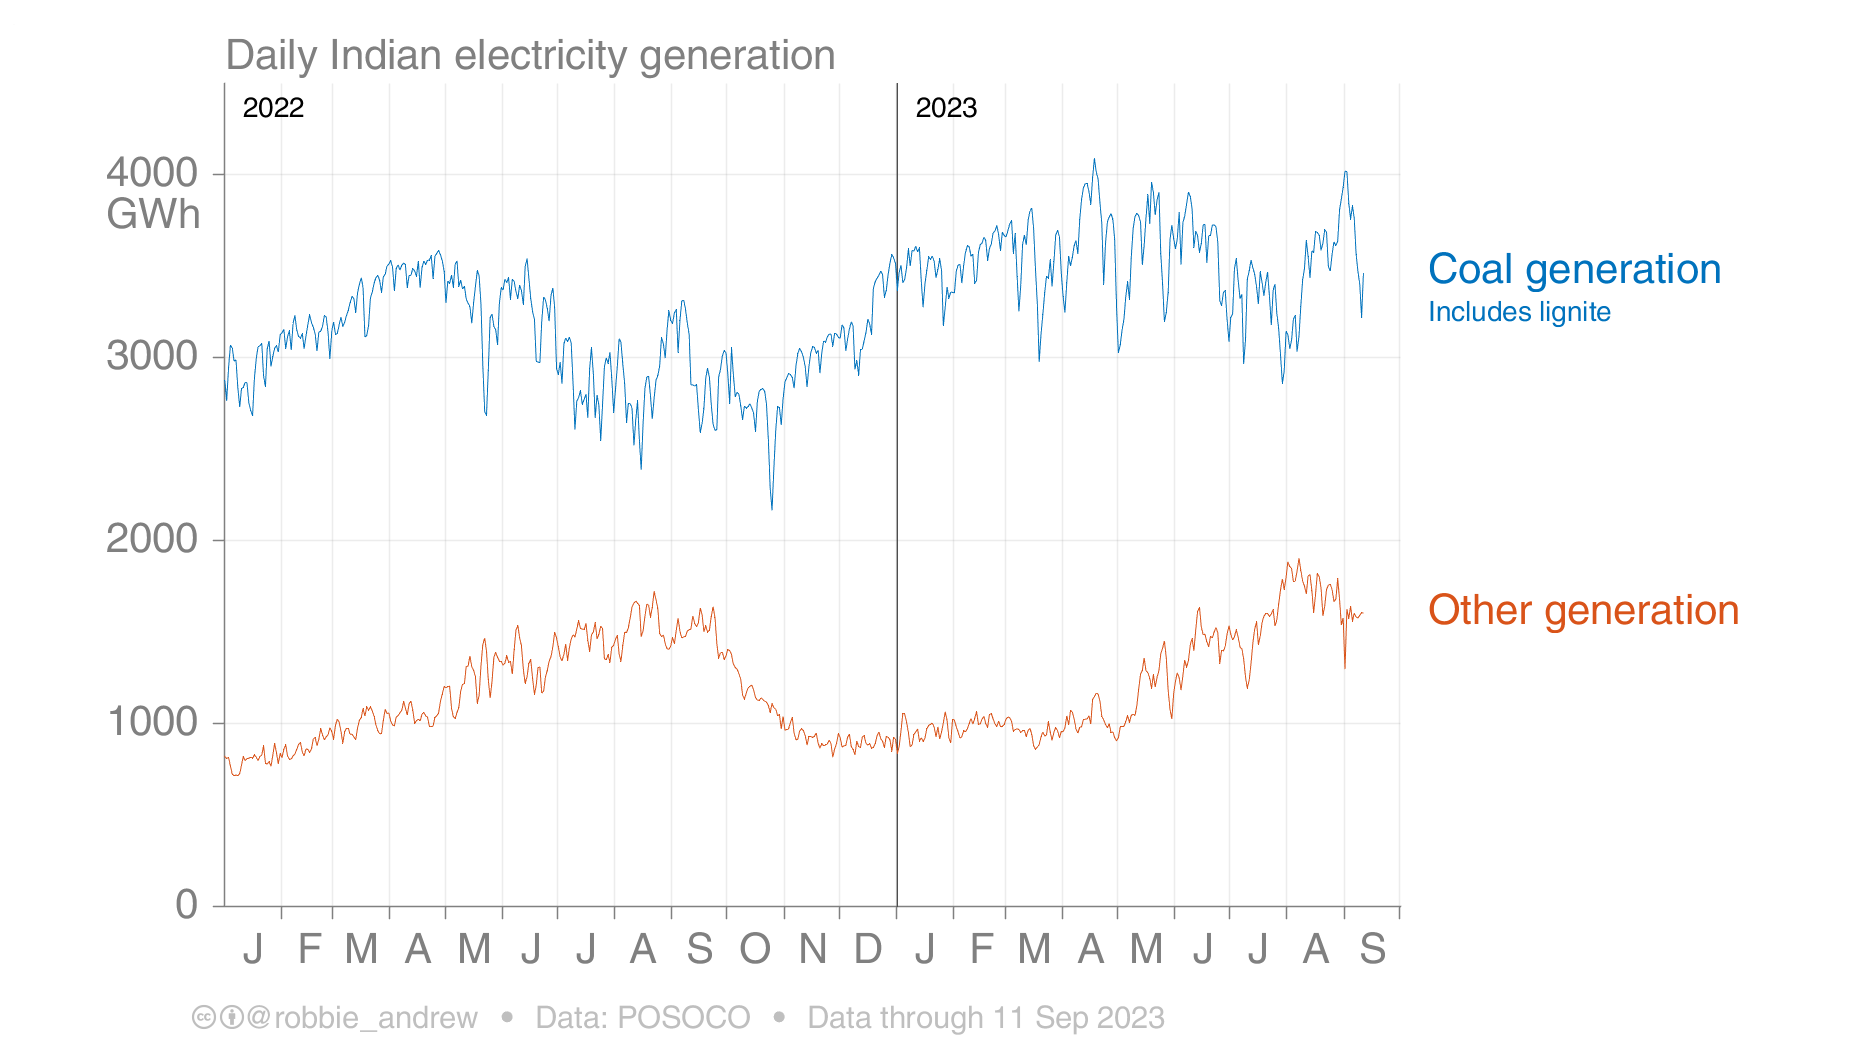 Daily Indian electricity generation
2022
2023
4000
GWh
3000
2000
1000
0
Coal generation
Includes lignite
Other generation
J F M A M J J A S O N D J F M A M J J A S
cc @robbie_andrew • Data: POSOCO • Data through 11 Sep 2023